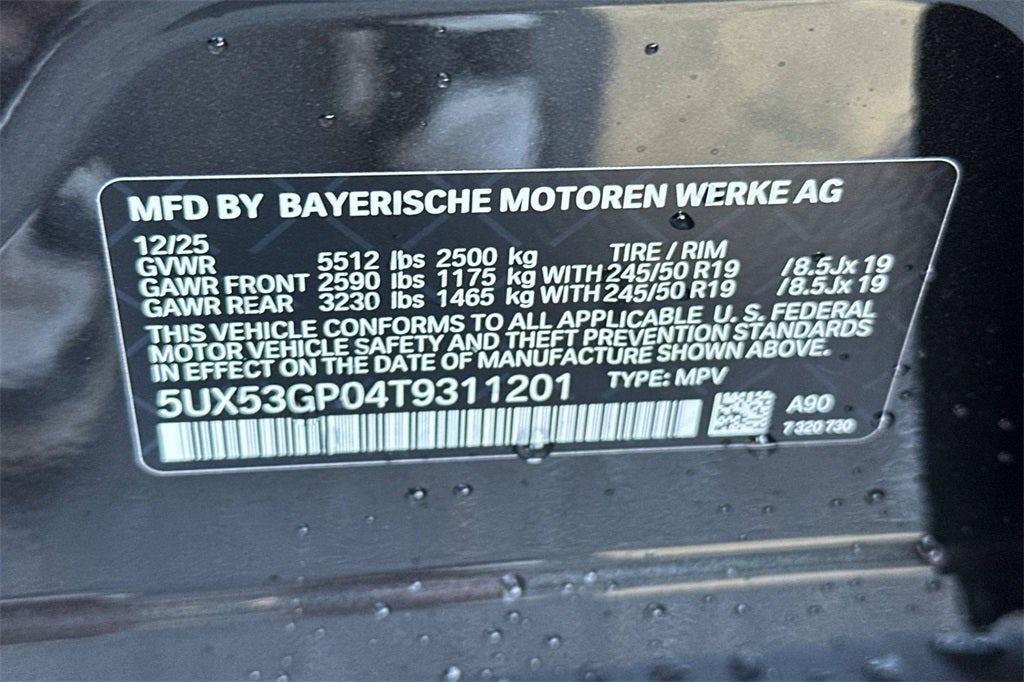 MFD BY BAYERISCHE MOTOREN WERKE AG
12/25 TIRE / RIM
GVWR 5512 lbs 2500 kg
GAWR FRONT 2590 lbs 1175 kg WITH 245/50 R19 /8.5Jx 19
GAWR REAR 3230 lbs 1465 kg WITH 245/50 R19 /8.5Jx 19
THIS VEHICLE CONFORMS TO ALL APPLICABLE U. S. FEDERAL
MOTOR VEHICLE SAFETY AND THEFT PREVENTION STANDARDS
IN EFFECT ON THE DATE OF MANUFACTURE SHOWN ABOVE.
5UX53GP04T9311201 TYPE: MPV
A90
7 320 730